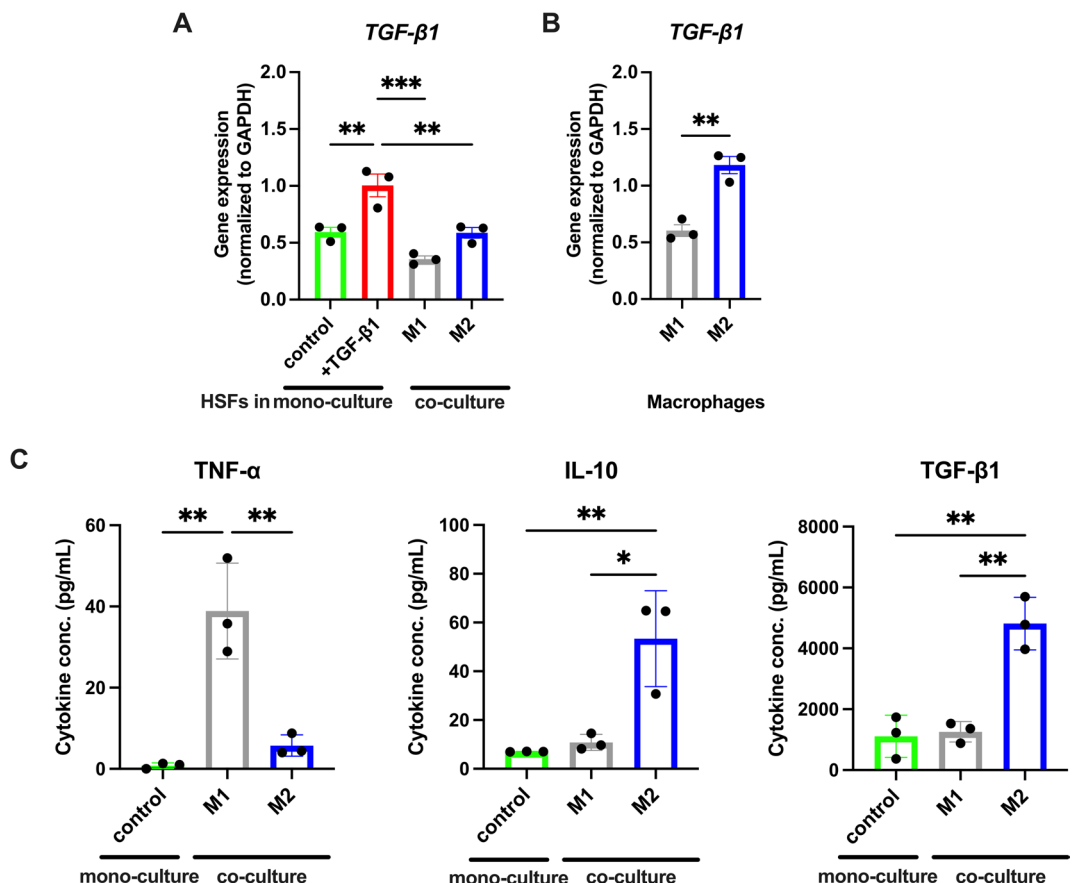 A
TGF-β1
Gene expression
(normalized to GAPDH)
2.0
1.5
1.0
0.5
0.0
***
**
**
control
+TGF-β1
M1
M2
HSFs in mono-culture
co-culture
B
TGF-β1
Gene expression
(normalized to GAPDH)
2.0
1.5
1.0
0.5
0.0
**
M1
M2
Macrophages
C
TNF-α
Cytokine conc. (pg/mL)
60
40
20
0
**
**
control
M1
M2
mono-culture
co-culture
IL-10
Cytokine conc. (pg/mL)
100
80
60
40
20
0
**
*
control
M1
M2
mono-culture
co-culture
TGF-β1
Cytokine conc. (pg/mL)
8000
6000
4000
2000
0
**
**
control
M1
M2
mono-culture
co-culture